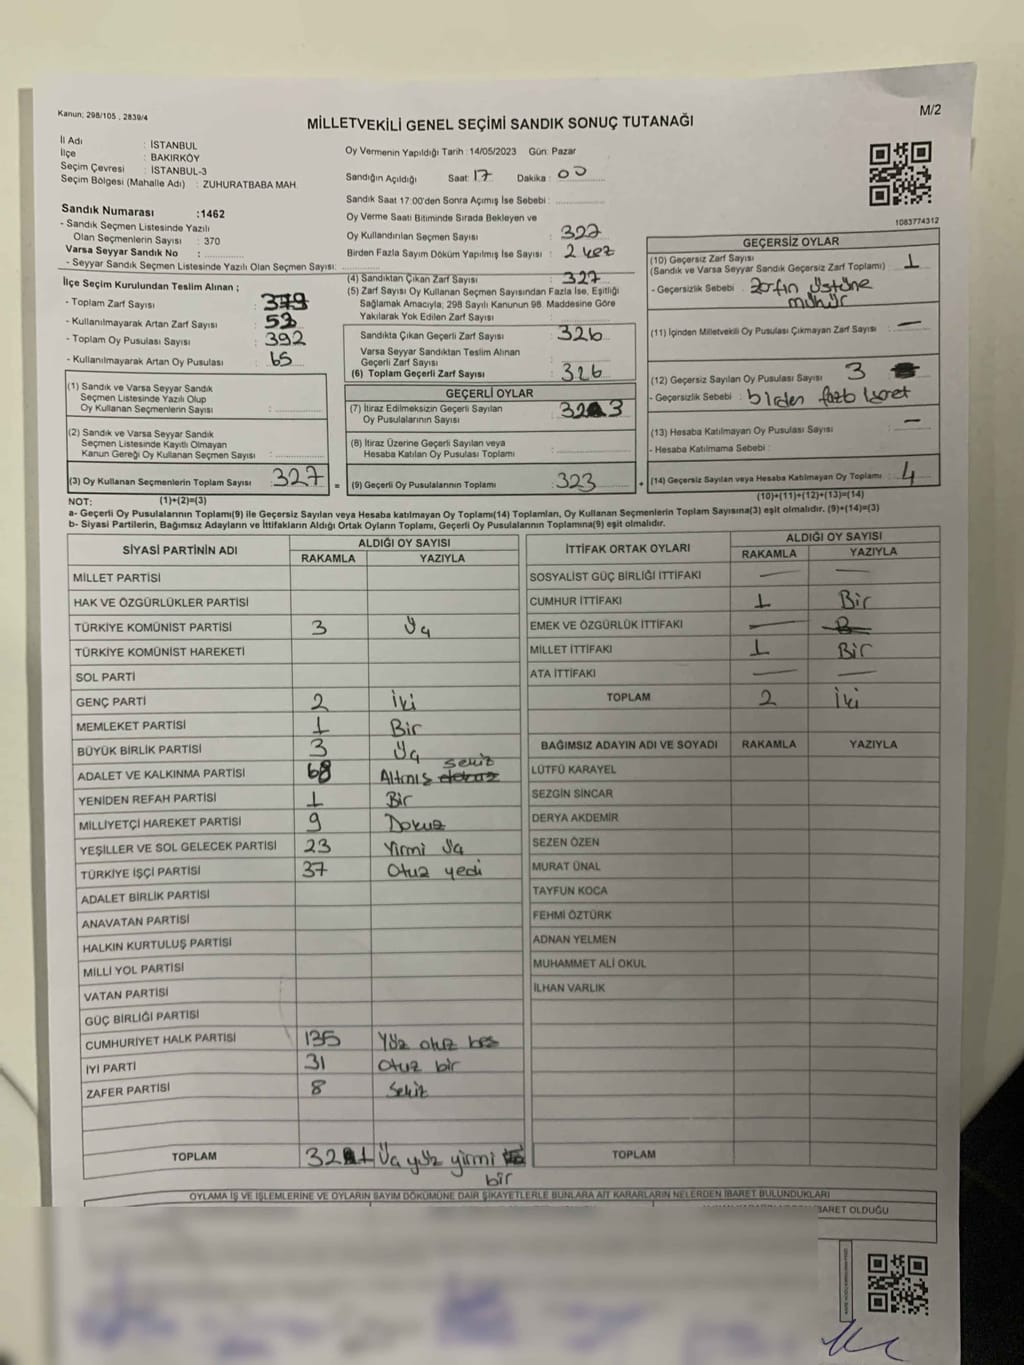 Kanun: 298/105 , 2839/4
M/2
MİLLETVEKİLİ GENEL SEÇİMİ SANDIK SONUÇ TUTANAĞI
İl Adı : İSTANBUL
İlçe : BAKIRKÖY
Seçim Çevresi : İSTANBUL-3
Seçim Bölgesi (Mahalle Adı) : ZUHURATBABA MAH.
Sandık Numarası :1462
- Sandık Seçmen Listesinde Yazılı
Olan Seçmenlerin Sayısı : 370
Varsa Seyyar Sandık No :
- Seyyar Sandık Seçmen Listesinde Yazılı Olan Seçmen Sayısı:
Oy Vermenin Yapıldığı Tarih :14/05/2023 Gün: Pazar
Sandığın Açıldığı Saat: 17 Dakika : 00
Sandık Saat 17:00'den Sonra Açımış İse Sebebi :
Oy Verme Saati Bitiminde Sırada Bekleyen ve
Oy Kullandırılan Seçmen Sayısı : 327
Birden Fazla Sayım Döküm Yapılmış İse Sayısı : 2 kez
1083774312
İlçe Seçim Kurulundan Teslim Alınan ;
- Toplam Zarf Sayısı : 379
- Kullanılmayarak Artan Zarf Sayısı : 52
- Toplam Oy Pusulası Sayısı : 392
- Kullanılmayarak Artan Oy Pusulası : 65
(1) Sandık ve Varsa Seyyar Sandık
Seçmen Listesinde Yazılı Olup
Oy Kullanan Seçmenlerin Sayısı :
(2) Sandık ve Varsa Seyyar Sandık
Seçmen Listesinde Kayıtlı Olmayan
Kanun Gereği Oy Kullanan Seçmen Sayısı :
(3) Oy Kullanan Seçmenlerin Toplam Sayısı : 327 =
(4) Sandıktan Çıkan Zarf Sayısı : 327
(5) Zarf Sayısı Oy Kullanan Seçmen Sayısından Fazla İse, Eşitliği
Sağlamak Amacıyla; 298 Sayılı Kanunun 98. Maddesine Göre
Yakılarak Yok Edilen Zarf Sayısı :
Sandıkta Çıkan Geçerli Zarf Sayısı : 326
Varsa Seyyar Sandıktan Teslim Alınan
Geçerli Zarf Sayısı :
(6) Toplam Geçerli Zarf Sayısı : 326
GEÇERLİ OYLAR
(7) İtiraz Edilmeksizin Geçerli Sayılan
Oy Pusulalarının Sayısı : 323
(8) İtiraz Üzerine Geçerli Sayılan veya
Hesaba Katılan Oy Pusulası Toplamı :
(9) Geçerli Oy Pusulalarının Toplamı : 323 +
GEÇERSİZ OYLAR
(10) Geçersiz Zarf Sayısı
(Sandık ve Varsa Seyyar Sandık Geçersiz Zarf Toplamı) : 1
- Geçersizlik Sebebi : Zarfın üstüne
mühür
(11) İçinden Milletvekili Oy Pusulası Çıkmayan Zarf Sayısı : —
(12) Geçersiz Sayılan Oy Pusulası Sayısı : 3
- Geçersizlik Sebebi : birden fazla işaret
(13) Hesaba Katılmayan Oy Pusulası Sayısı : —
- Hesaba Katılmama Sebebi :
(14) Geçersiz Sayılan veya Hesaba Katılmayan Oy Toplamı : 4
NOT: (1)+(2)=(3) (10)+(11)+(12)+(13)=(14)
a- Geçerli Oy Pusulalarının Toplamı(9) ile Geçersiz Sayılan veya Hesaba katılmayan Oy Toplamı(14) Toplamları, Oy Kullanan Seçmenlerin Toplam Sayısına(3) eşit olmalıdır. (9)+(14)=(3)
b- Siyasi Partilerin, Bağımsız Adayların ve İttifakların Aldığı Ortak Oyların Toplamı, Geçerli Oy Pusulalarının Toplamına(9) eşit olmalıdır.
SİYASİ PARTİNİN ADI ALDIĞI OY SAYISI
RAKAMLA YAZIYLA
MİLLET PARTİSİ
HAK VE ÖZGÜRLÜKLER PARTİSİ
TÜRKİYE KOMÜNİST PARTİSİ 3 Üç
TÜRKİYE KOMÜNİST HAREKETİ
SOL PARTİ
GENÇ PARTİ 2 İki
MEMLEKET PARTİSİ 1 Bir
BÜYÜK BİRLİK PARTİSİ 3 Üç
ADALET VE KALKINMA PARTİSİ 68 Altmış sekiz
YENİDEN REFAH PARTİSİ 1 Bir
MİLLİYETÇİ HAREKET PARTİSİ 9 Dokuz
YEŞİLLER VE SOL GELECEK PARTİSİ 23 Yirmi üç
TÜRKİYE İŞÇİ PARTİSİ 37 Otuz yedi
ADALET BİRLİK PARTİSİ
ANAVATAN PARTİSİ
HALKIN KURTULUŞ PARTİSİ
MİLLİ YOL PARTİSİ
VATAN PARTİSİ
GÜÇ BİRLİĞİ PARTİSİ
CUMHURİYET HALK PARTİSİ 135 Yüz otuz beş
İYİ PARTİ 31 Otuz bir
ZAFER PARTİSİ 8 Sekiz
TOPLAM 321 Üç yüz yirmi
bir
İTTİFAK ORTAK OYLARI ALDIĞI OY SAYISI
RAKAMLA YAZIYLA
SOSYALİST GÜÇ BİRLİĞİ İTTİFAKI — —
CUMHUR İTTİFAKI 1 Bir
EMEK VE ÖZGÜRLÜK İTTİFAKI —
MİLLET İTTİFAKI 1 Bir
ATA İTTİFAKI — —
TOPLAM 2 İki
BAĞIMSIZ ADAYIN ADI VE SOYADI RAKAMLA YAZIYLA
LÜTFÜ KARAYEL
SEZGİN SİNCAR
DERYA AKDEMİR
SEZEN ÖZEN
MURAT ÜNAL
TAYFUN KOCA
FEHMİ ÖZTÜRK
ADNAN YELMEN
MUHAMMET ALİ OKUL
İLHAN VARLIK
TOPLAM
OYLAMA İŞ VE İŞLEMLERİNE VE OYLARIN SAYIM DÖKÜMÜNE DAİR ŞİKAYETLERLE BUNLARA AİT KARARLARIN NELERDEN İBARET BULUNDUKLARI
İBARET OLDUĞU